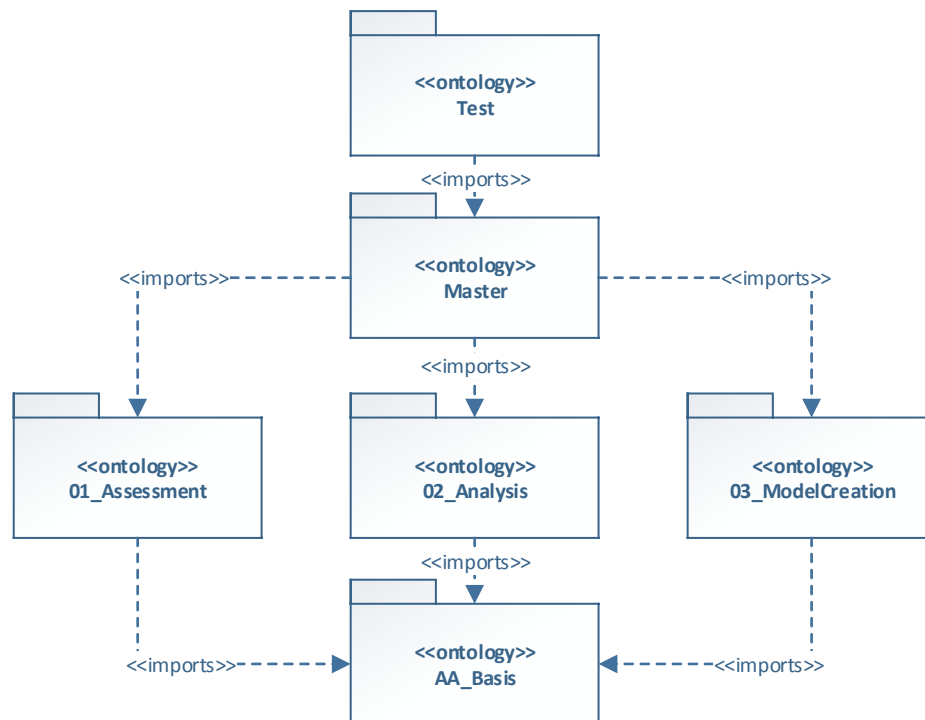 <<ontology>>
Test
<<imports>>
<<ontology>>
Master
<<imports>>
<<imports>>
<<imports>>
<<ontology>>
01_Assessment
<<ontology>>
02_Analysis
<<ontology>>
03_ModelCreation
<<imports>>
<<imports>>
<<ontology>>
AA_Basis
<<imports>>